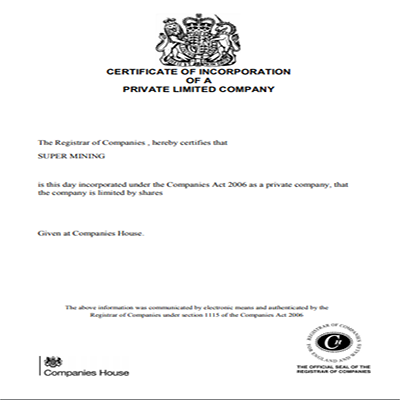 CERTIFICATE OF INCORPORATION
OF A
PRIVATE LIMITED COMPANY
The Registrar of Companies , hereby certifies that
SUPER MINING
is this day incorporated under the Companies Act 2006 as a private company, that
the company is limited by shares
Given at Companies House.
The above information was communicated by electronic means and authenticated by the
Registrar of Companies under section 1115 of the Companies Act 2006
REGISTRAR OF COMPANIES
FOR ENGLAND AND WALES
C H
Companies House
THE OFFICIAL SEAL OF THE
REGISTRAR OF COMPANIES